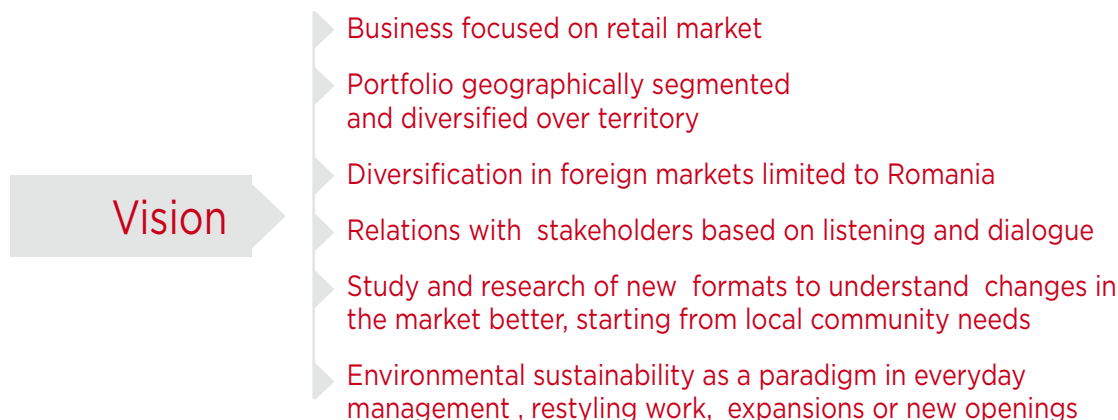 Vision
Business focused on retail market
Portfolio geographically segmented
and diversified over territory
Diversification in foreign markets limited to Romania
Relations with  stakeholders based on listening and dialogue
Study and research of new  formats to understand  changes in
the market better, starting from local community needs
Environmental sustainability as a paradigm in everyday
management , restyling work,  expansions or new openings